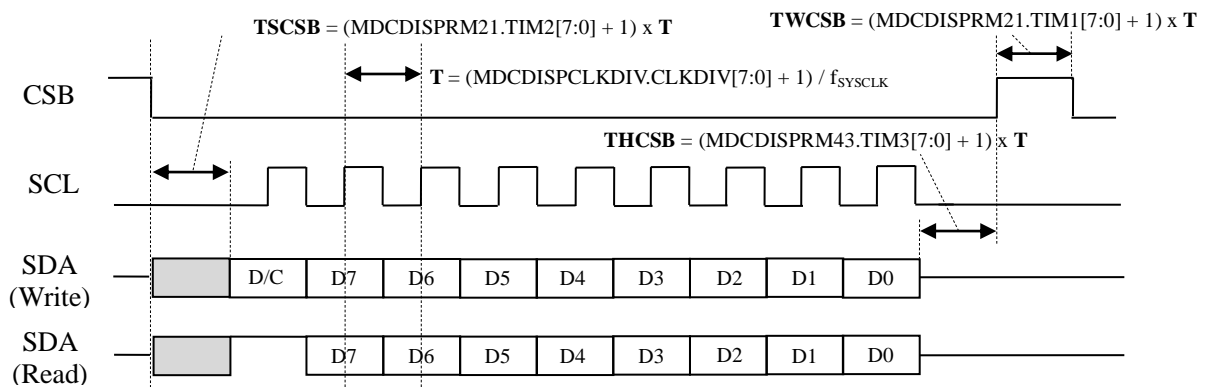 TSCSB = (MDCDISPRM21.TIM2[7:0] + 1) x T
TWCSB = (MDCDISPRM21.TIM1[7:0] + 1) x T
T = (MDCDISPCLKDIV.CLKDIV[7:0] + 1) / fSYSCLK
CSB
THCSB = (MDCDISPRM43.TIM3[7:0] + 1) x T
SCL
SDA
(Write)
D/C D7 D6 D5 D4 D3 D2 D1 D0
SDA
(Read)
D7 D6 D5 D4 D3 D2 D1 D0